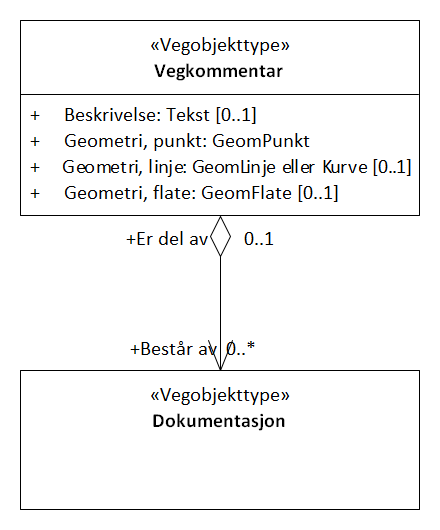 «Vegobjekttype»
Vegkommentar
+ Beskrivelse: Tekst [0..1]
+ Geometri, punkt: GeomPunkt
+ Geometri, linje: GeomLinje eller Kurve [0..1]
+ Geometri, flate: GeomFlate [0..1]
+Er del av 0..1
+Består av 0..*
«Vegobjekttype»
Dokumentasjon